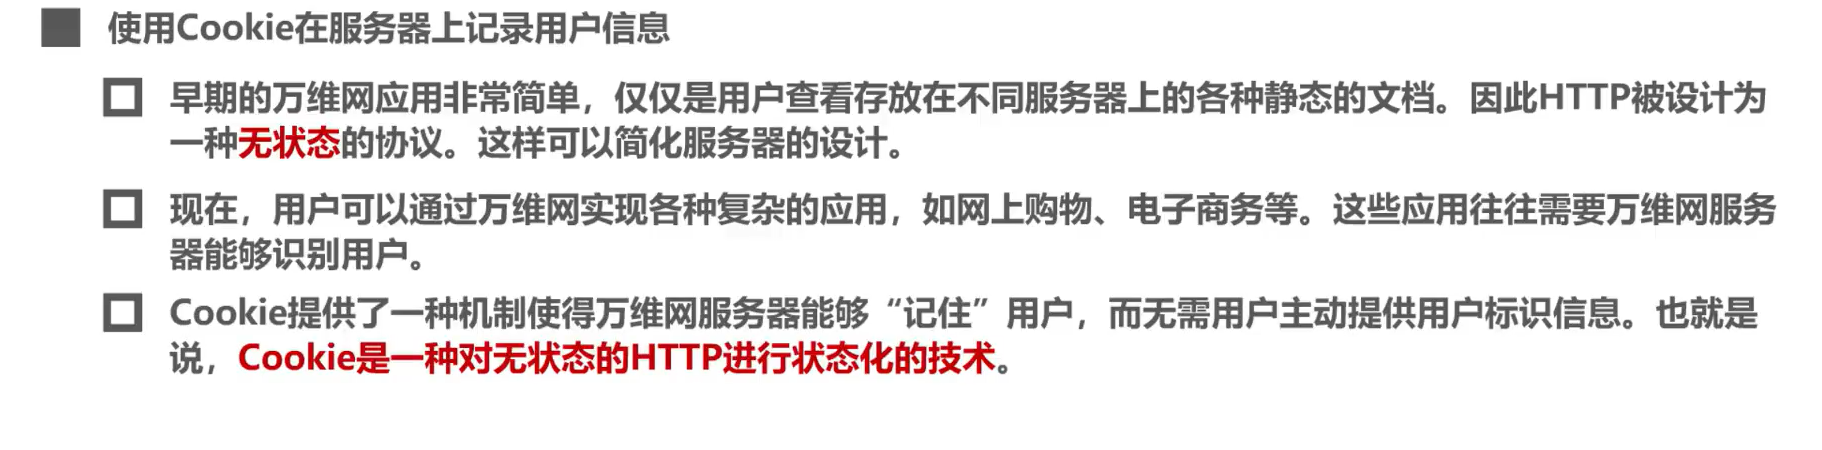 使用Cookie在服务器上记录用户信息
早期的万维网应用非常简单，仅仅是用户查看存放在不同服务器上的各种静态的文档。因此HTTP被设计为
一种无状态的协议。这样可以简化服务器的设计。
现在，用户可以通过万维网实现各种复杂的应用，如网上购物、电子商务等。这些应用往往需要万维网服务
器能够识别用户。
Cookie提供了一种机制使得万维网服务器能够“记住”用户，而无需用户主动提供用户标识信息。也就是
说，Cookie是一种对无状态的HTTP进行状态化的技术。